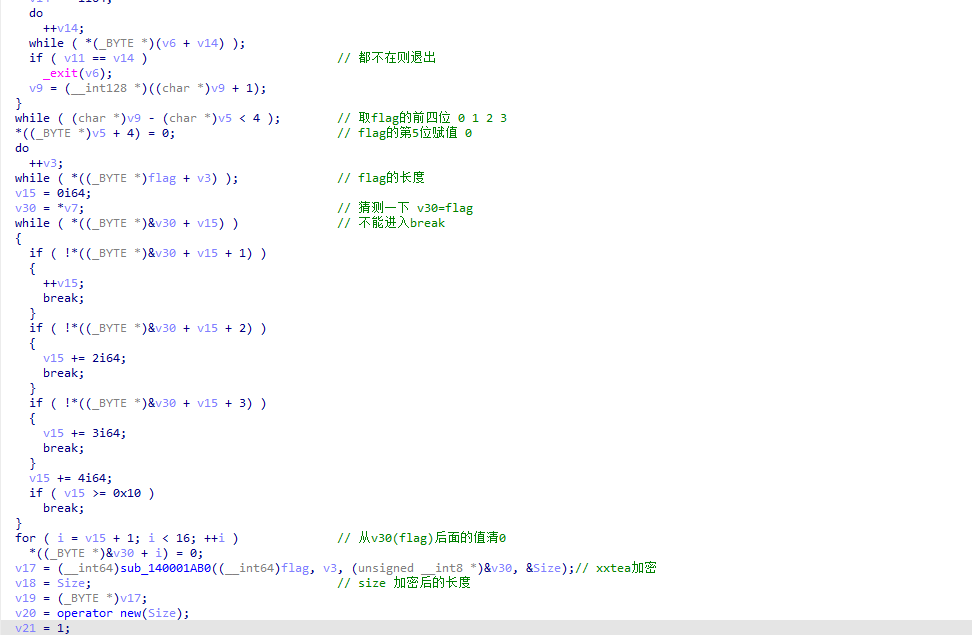 do
++v14;
while ( *(_BYTE *)(v6 + v14) );
if ( v11 == v14 ) // 都不在则退出
_exit(v6);
v9 = (__int128 *)((char *)v9 + 1);
}
while ( (char *)v9 - (char *)v5 < 4 ); // 取flag的前四位 0 1 2 3
*((_BYTE *)v5 + 4) = 0; // flag的第5位赋值 0
do
++v3;
while ( *((_BYTE *)flag + v3) ); // flag的长度
v15 = 0i64;
v30 = *v7; // 猜测一下 v30=flag
while ( *((_BYTE *)&v30 + v15) ) // 不能进入break
{
if ( !*((_BYTE *)&v30 + v15 + 1) )
{
++v15;
break;
}
if ( !*((_BYTE *)&v30 + v15 + 2) )
{
v15 += 2i64;
break;
}
if ( !*((_BYTE *)&v30 + v15 + 3) )
{
v15 += 3i64;
break;
}
v15 += 4i64;
if ( v15 >= 0x10 )
break;
}
for ( i = v15 + 1; i < 16; ++i ) // 从v30(flag)后面的值清0
*((_BYTE *)&v30 + i) = 0;
v17 = (__int64)sub_140001AB0((__int64)flag, v3, (unsigned __int8 *)&v30, &Size);// xxtea加密
v18 = Size; // size 加密后的长度
v19 = (_BYTE *)v17;
v20 = operator new(Size);
v21 = 1;